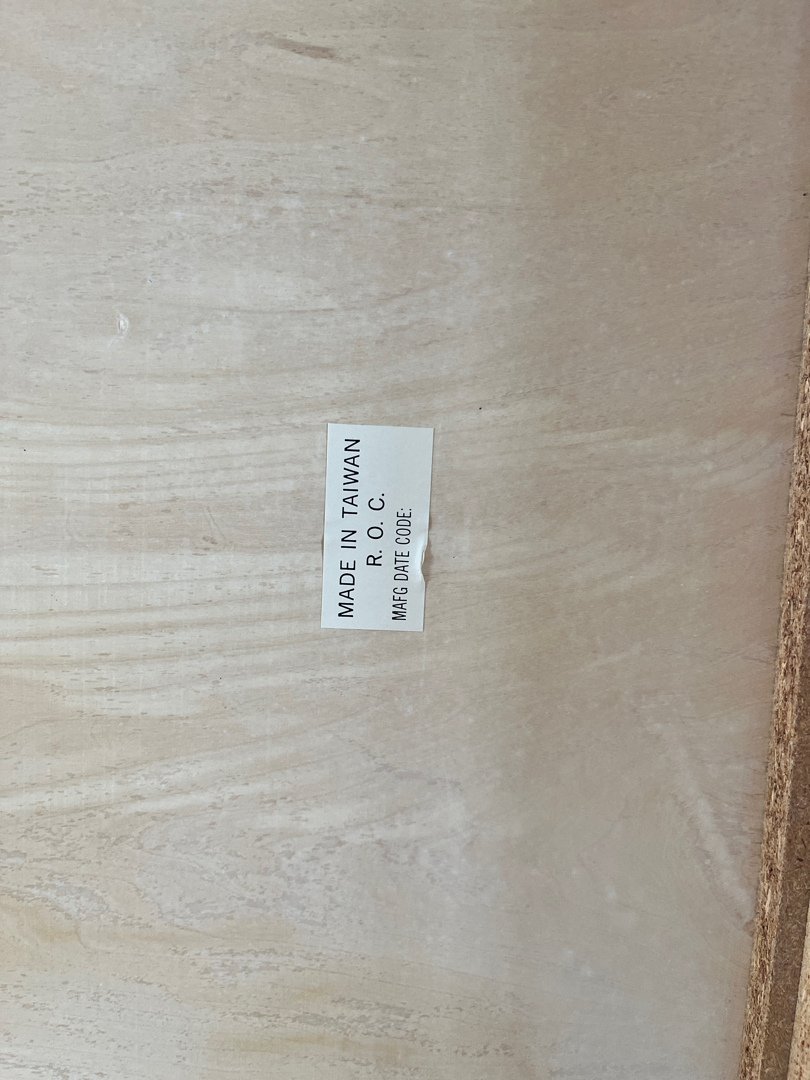 MADE IN TAIWAN
R. O. C.
MAFG DATE CODE: